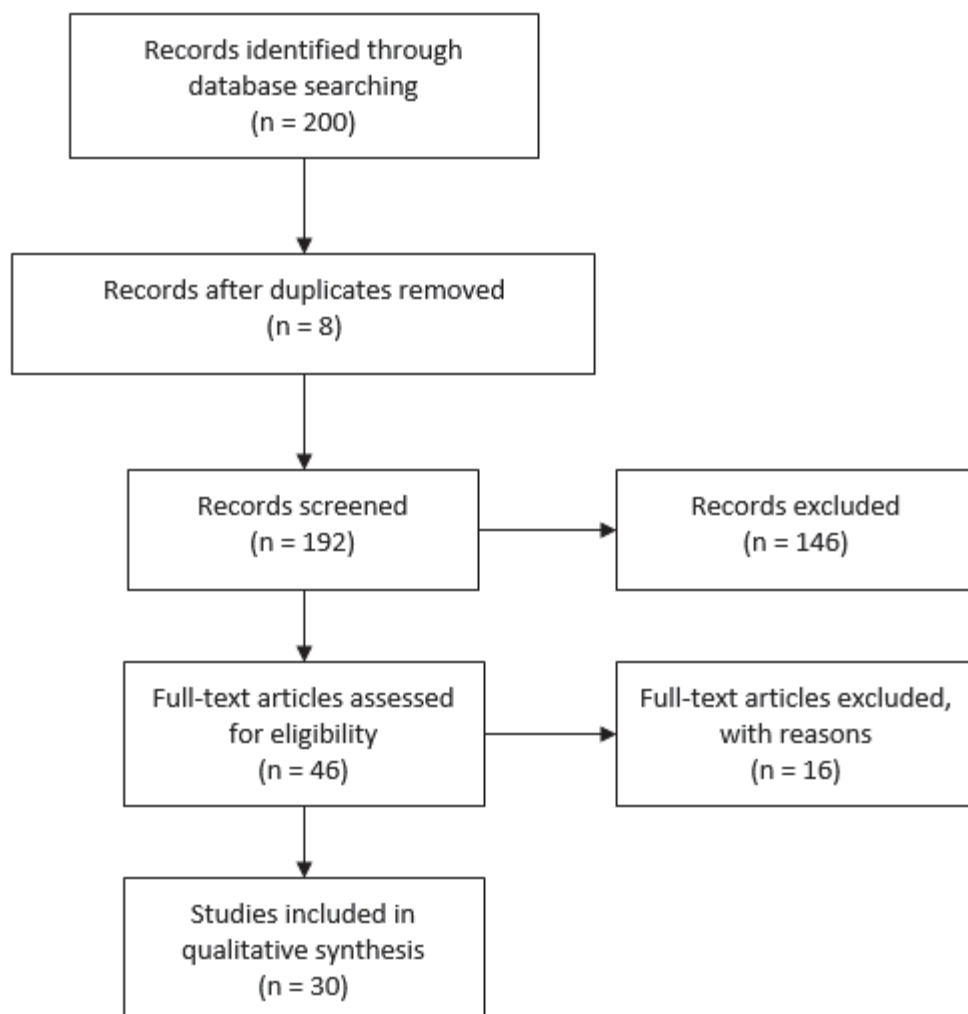 Records identified through
database searching
(n = 200)
Records after duplicates removed
(n = 8)
Records screened
(n = 192)
Records excluded
(n = 146)
Full-text articles assessed
for eligibility
(n = 46)
Full-text articles excluded,
with reasons
(n = 16)
Studies included in
qualitative synthesis
(n = 30)